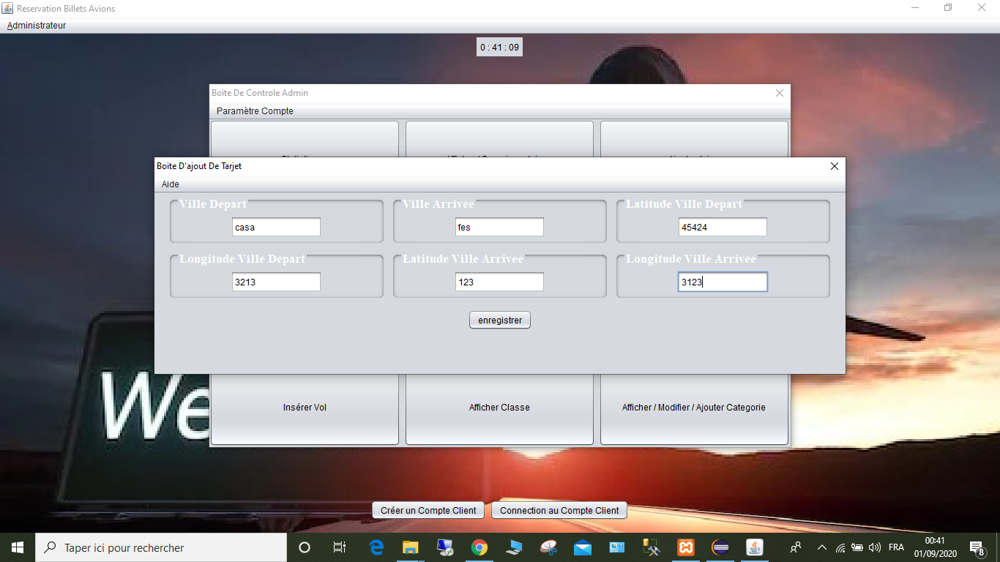 Reservation Billets Avions
Administrateur
0 : 41 : 09
Boite De Controle Admin
Paramètre Compte
Boite D'ajout De Tarjet
Aide
Ville Depart
Ville Arrivee
Latitude Ville Depart
casa
fes
45424
Longitude Ville Depart
Latitude Ville Arrivee
Longitude Ville Arrivee
3213
123
3123
enregistrer
We
Insérer Vol
Afficher Classe
Afficher / Modifier / Ajouter Categorie
Créer un Compte Client
Connection au Compte Client
Taper ici pour rechercher
FRA
00:41
01/09/2020
8